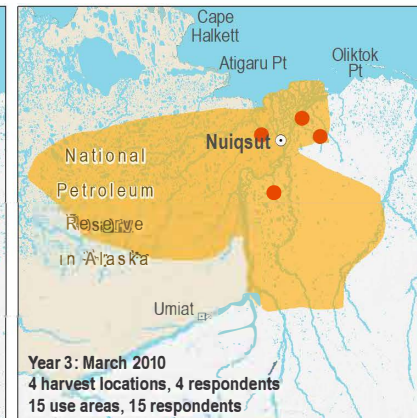 Cape
Halkett
Atigaru Pt
Oliktok
Pt
Nuiqsut
National
Petroleum
Reserve
in Alaska
Umiat
Year 3: March 2010
4 harvest locations, 4 respondents
15 use areas, 15 respondents